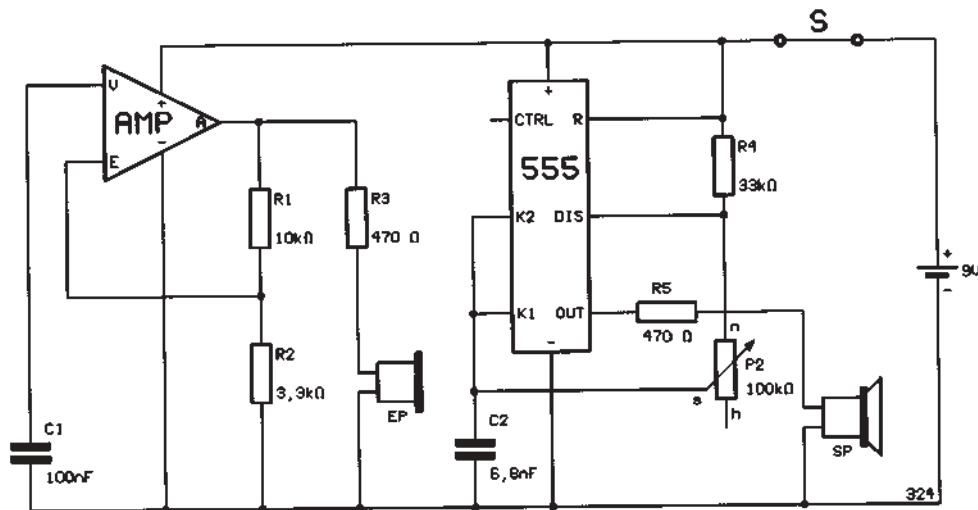 S
V
+
AMP
A
-
E
+
CTRL
R
555
K2
DIS
K1
OUT
-
R1
10kΩ
R3
470 Ω
R4
33kΩ
+
9V
-
R5
470 Ω
n
P2
100kΩ
s
h
R2
3,3kΩ
EP
C1
100nF
C2
6,8nF
SP
324